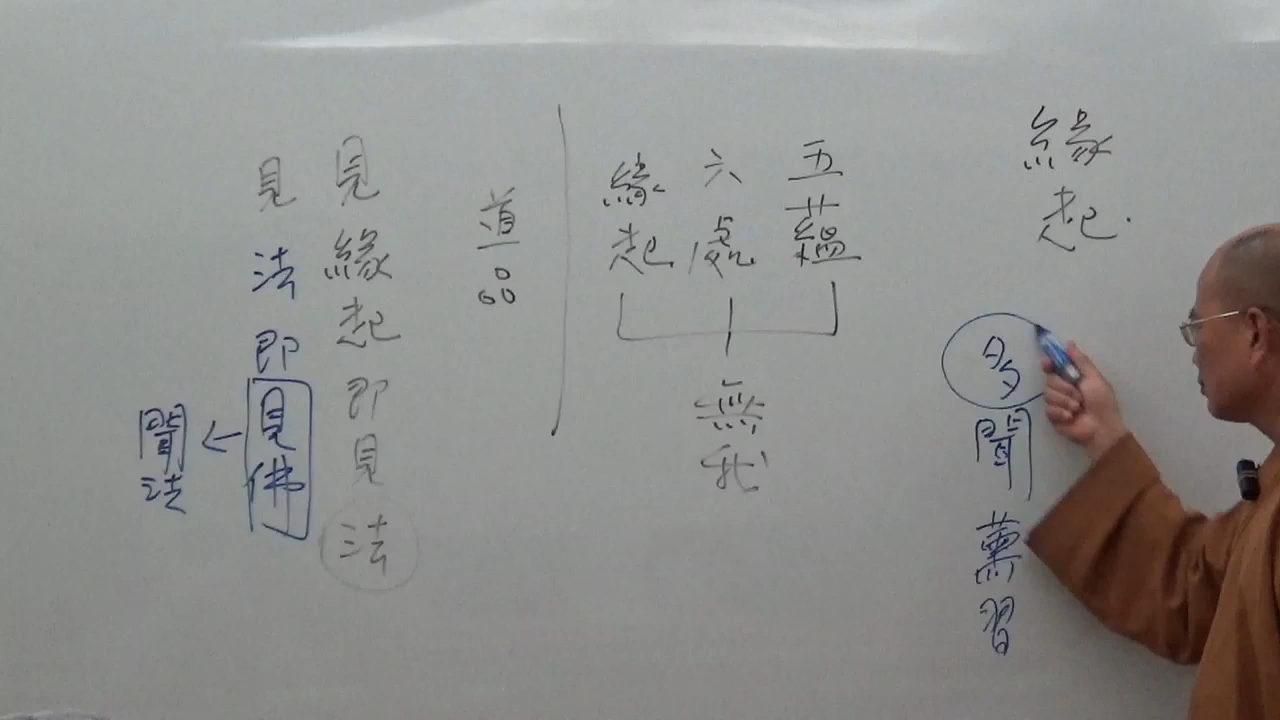 緣起
多聞薰習
五蘊
六處
緣起
無我
道品
見緣起即見法
見法即見佛
聞法